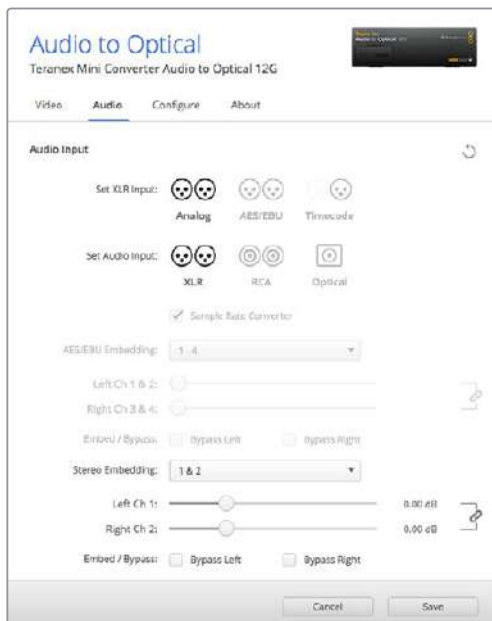 Audio to Optical
Teranex Mini Converter Audio to Optical 12G
Video Audio Configure About
Audio Input
Set XLR Input:
Analog AES/EBU Timecode
Set Audio Input:
XLR RCA Optical
Sample Rate Converter
AES/EBU Embedding: 1 - 4
Left Ch 1 & 2:
Right Ch 3 & 4:
Embed / Bypass: Bypass Left Bypass Right
Stereo Embedding: 1 & 2
Left Ch 1: 0.00 dB
Right Ch 2: 0.00 dB
Embed / Bypass: Bypass Left Bypass Right
Cancel Save